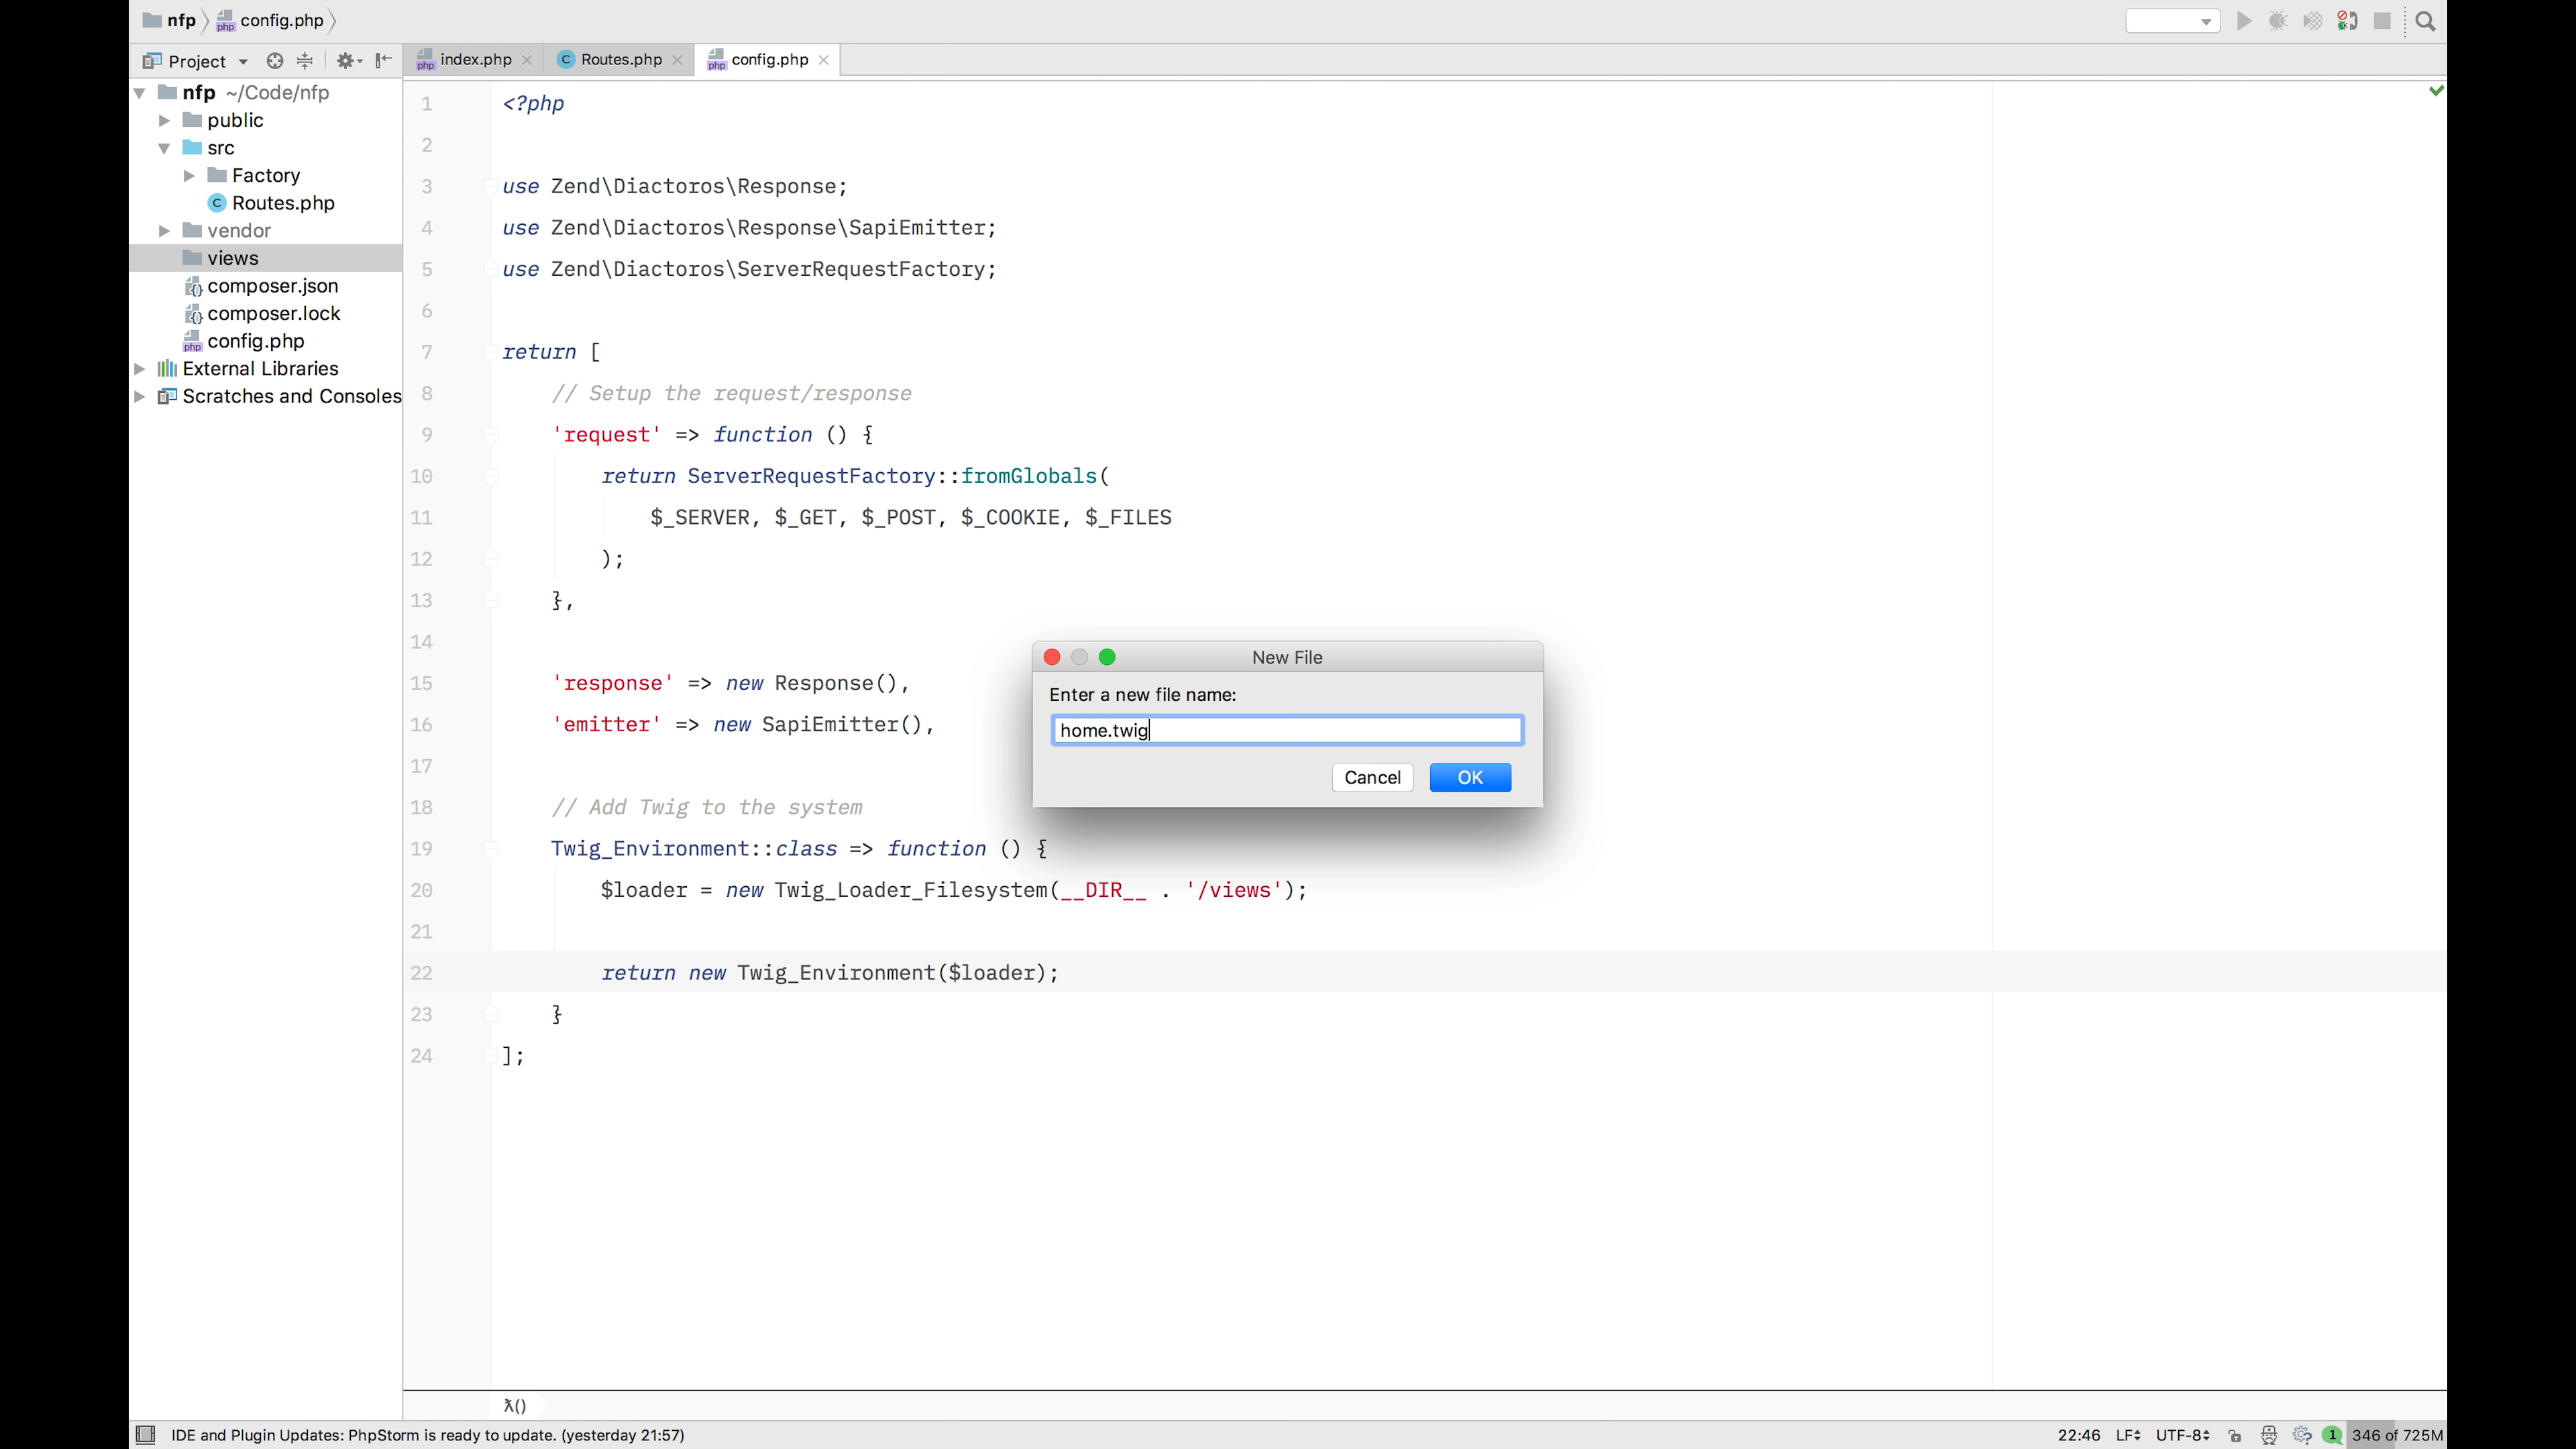 nfp config.php
Project
index.php Routes.php config.php
nfp ~/Code/nfp
public
src
Factory
Routes.php
vendor
views
composer.json
composer.lock
config.php
External Libraries
Scratches and Consoles
1 <?php
2
3 use Zend\Diactoros\Response;
4 use Zend\Diactoros\Response\SapiEmitter;
5 use Zend\Diactoros\ServerRequestFactory;
6
7 return [
8 // Setup the request/response
9 'request' => function () {
10 return ServerRequestFactory::fromGlobals(
11 $_SERVER, $_GET, $_POST, $_COOKIE, $_FILES
12 );
13 },
14
15 'response' => new Response(),
16 'emitter' => new SapiEmitter(),
17
18 // Add Twig to the system
19 Twig_Environment::class => function () {
20 $loader = new Twig_Loader_Filesystem(__DIR__ . '/views');
21
22 return new Twig_Environment($loader);
23 }
24 ];
New File
Enter a new file name:
home.twig
Cancel OK
λ()
IDE and Plugin Updates: PhpStorm is ready to update. (yesterday 21:57) 22:46 LF UTF-8 1 346 of 725M